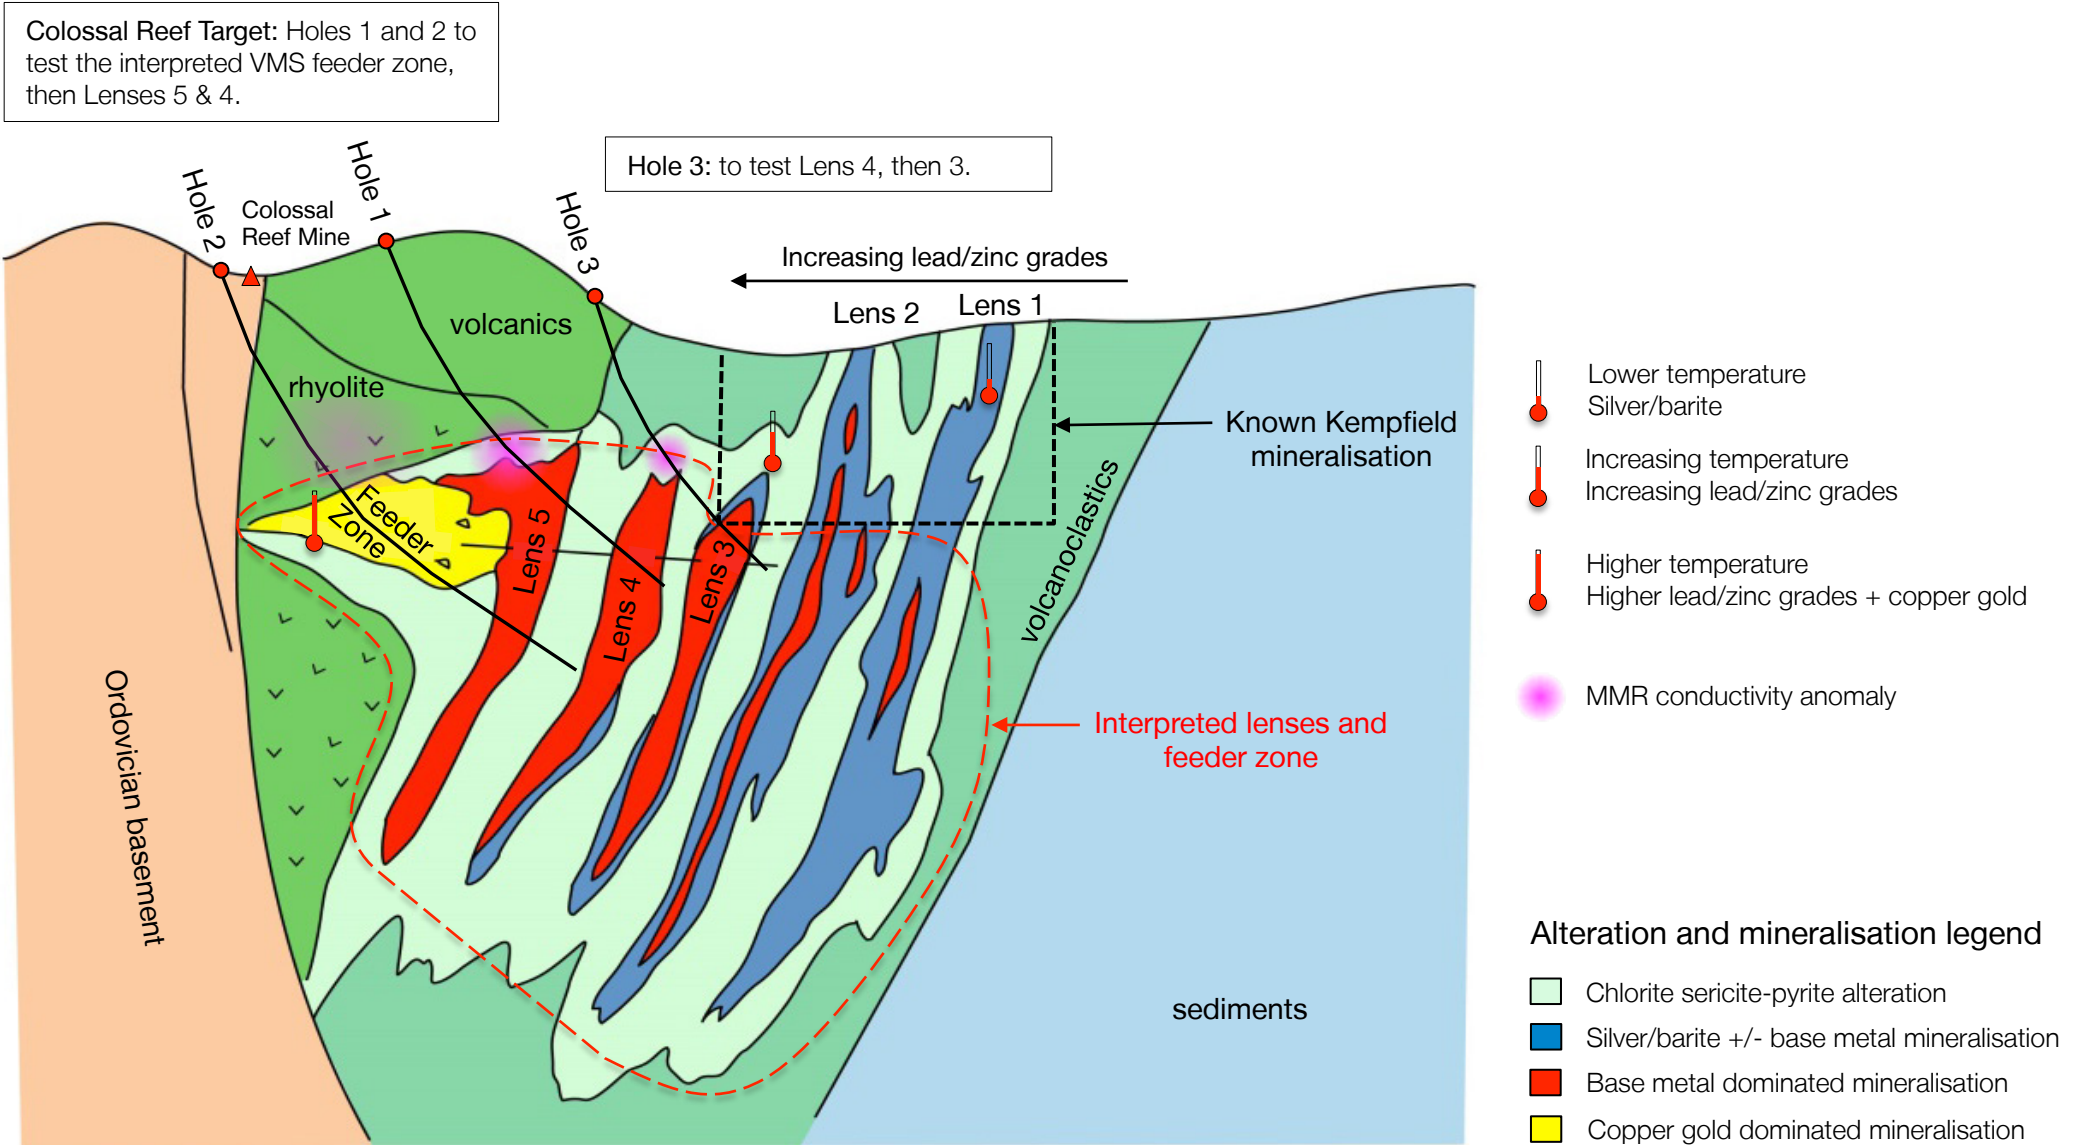 Colossal Reef Target: Holes 1 and 2 to
test the interpreted VMS feeder zone,
then Lenses 5 & 4.
Hole 3: to test Lens 4, then 3.
Hole 2
Colossal
Reef Mine
Hole 1
Hole 3
Increasing lead/zinc grades
Lens 2
Lens 1
volcanics
rhyolite
Known Kempfield
mineralisation
Feeder
Zone
Lens 5
Lens 4
Lens 3
volcanoclastics
Interpreted lenses and
feeder zone
Ordovician basement
sediments
Lower temperature
Silver/barite
Increasing temperature
Increasing lead/zinc grades
Higher temperature
Higher lead/zinc grades + copper gold
MMR conductivity anomaly
Alteration and mineralisation legend
Chlorite sericite-pyrite alteration
Silver/barite +/- base metal mineralisation
Base metal dominated mineralisation
Copper gold dominated mineralisation